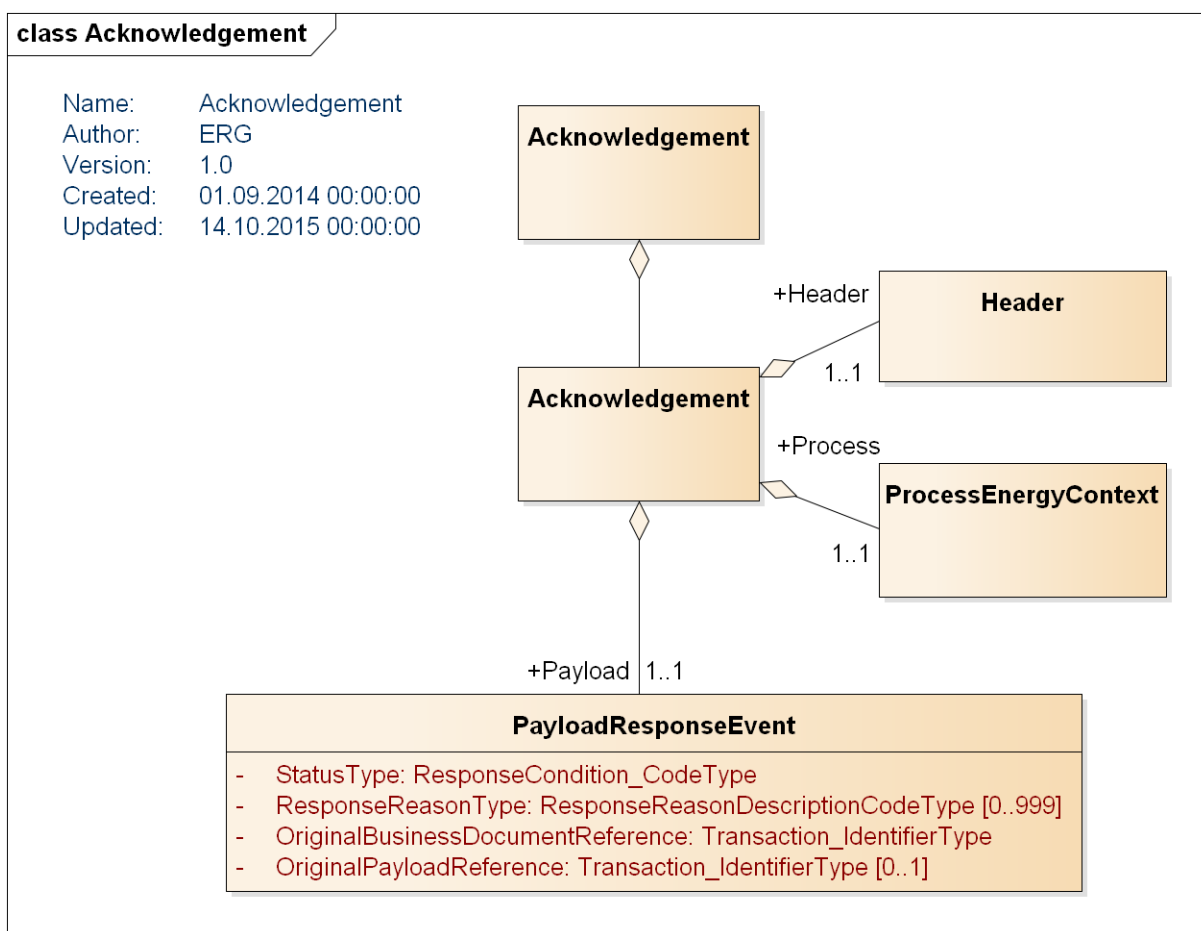 class Acknowledgement
Name: Acknowledgement
Author: ERG
Version: 1.0
Created: 01.09.2014 00:00:00
Updated: 14.10.2015 00:00:00
Acknowledgement
+Header
Header
1..1
Acknowledgement
+Process
ProcessEnergyContext
1..1
+Payload 1..1
PayloadResponseEvent
- StatusType: ResponseCondition_CodeType
- ResponseReasonType: ResponseReasonDescriptionCodeType [0..999]
- OriginalBusinessDocumentReference: Transaction_IdentifierType
- OriginalPayloadReference: Transaction_IdentifierType [0..1]